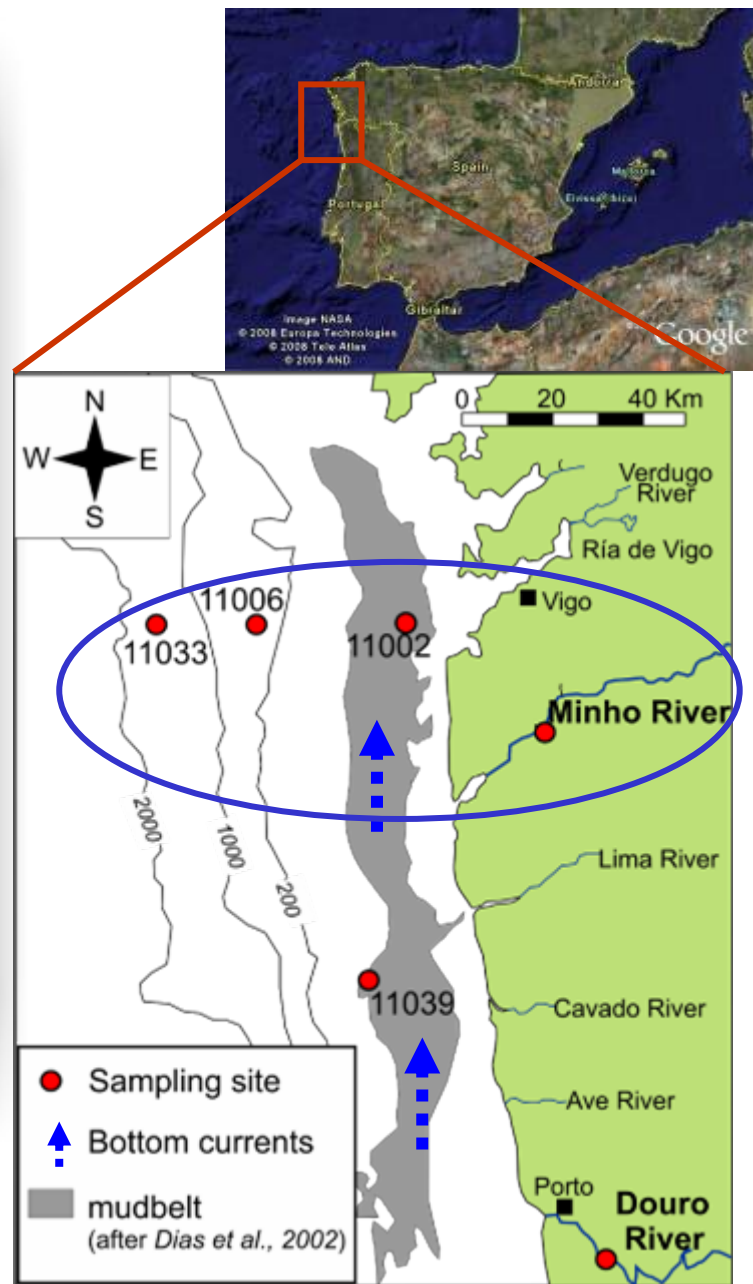 Andorra
Spain
Mallorca
Eivissa (Ibiza)
Portugal
Gibraltar
Image NASA
© 2008 Europa Technologies
© 2008 Tele Atlas
© 2008 AND
Google
N
W E
S
0 20 40 Km
Verdugo
River
Ría de Vigo
Vigo
11006
11033
11002
Minho River
2000
1000
200
Lima River
11039
Cavado River
Ave River
Porto
Douro
River
Sampling site
Bottom currents
mudbelt
(after Dias et al., 2002)